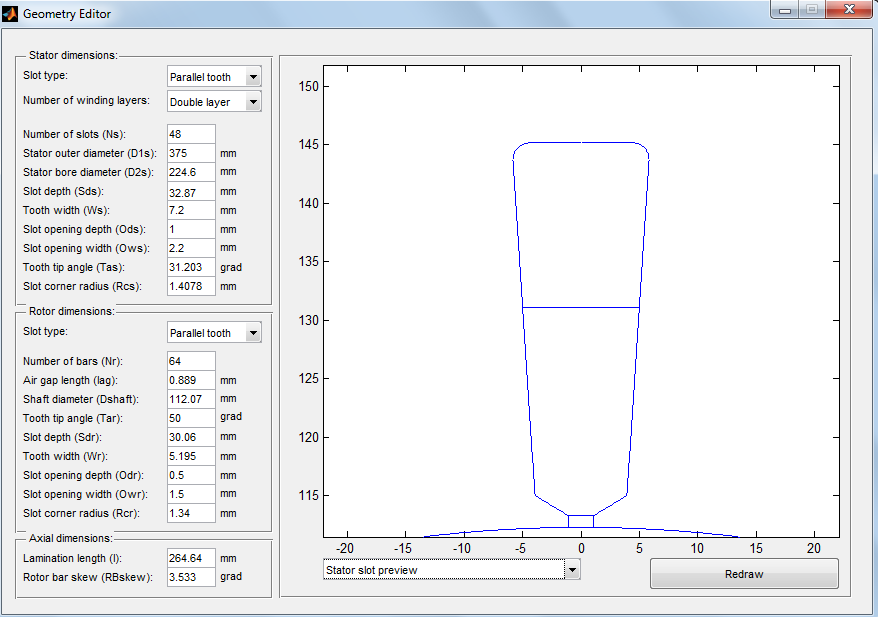 Geometry Editor
Stator dimensions:
Slot type: Parallel tooth
Number of winding layers: Double layer
Number of slots (Ns): 48
Stator outer diameter (D1s): 375 mm
Stator bore diameter (D2s): 224.6 mm
Slot depth (Sds): 32.87 mm
Tooth width (Ws): 7.2 mm
Slot opening depth (Ods): 1 mm
Slot opening width (Ows): 2.2 mm
Tooth tip angle (Tas): 31.203 grad
Slot corner radius (Rcs): 1.4078 mm
Rotor dimensions:
Slot type: Parallel tooth
Number of bars (Nr): 64
Air gap length (lag): 0.889 mm
Shaft diameter (Dshaft): 112.07 mm
Tooth tip angle (Tar): 50 grad
Slot depth (Sdr): 30.06 mm
Tooth width (Wr): 5.195 mm
Slot opening depth (Odr): 0.5 mm
Slot opening width (Owr): 1.5 mm
Slot corner radius (Rcr): 1.34 mm
Axial dimensions:
Lamination length (l): 264.64 mm
Rotor bar skew (RBskew): 3.533 grad
150
145
140
135
130
125
120
115
-20 -15 -10 -5 0 5 10 15 20
Stator slot preview
Redraw